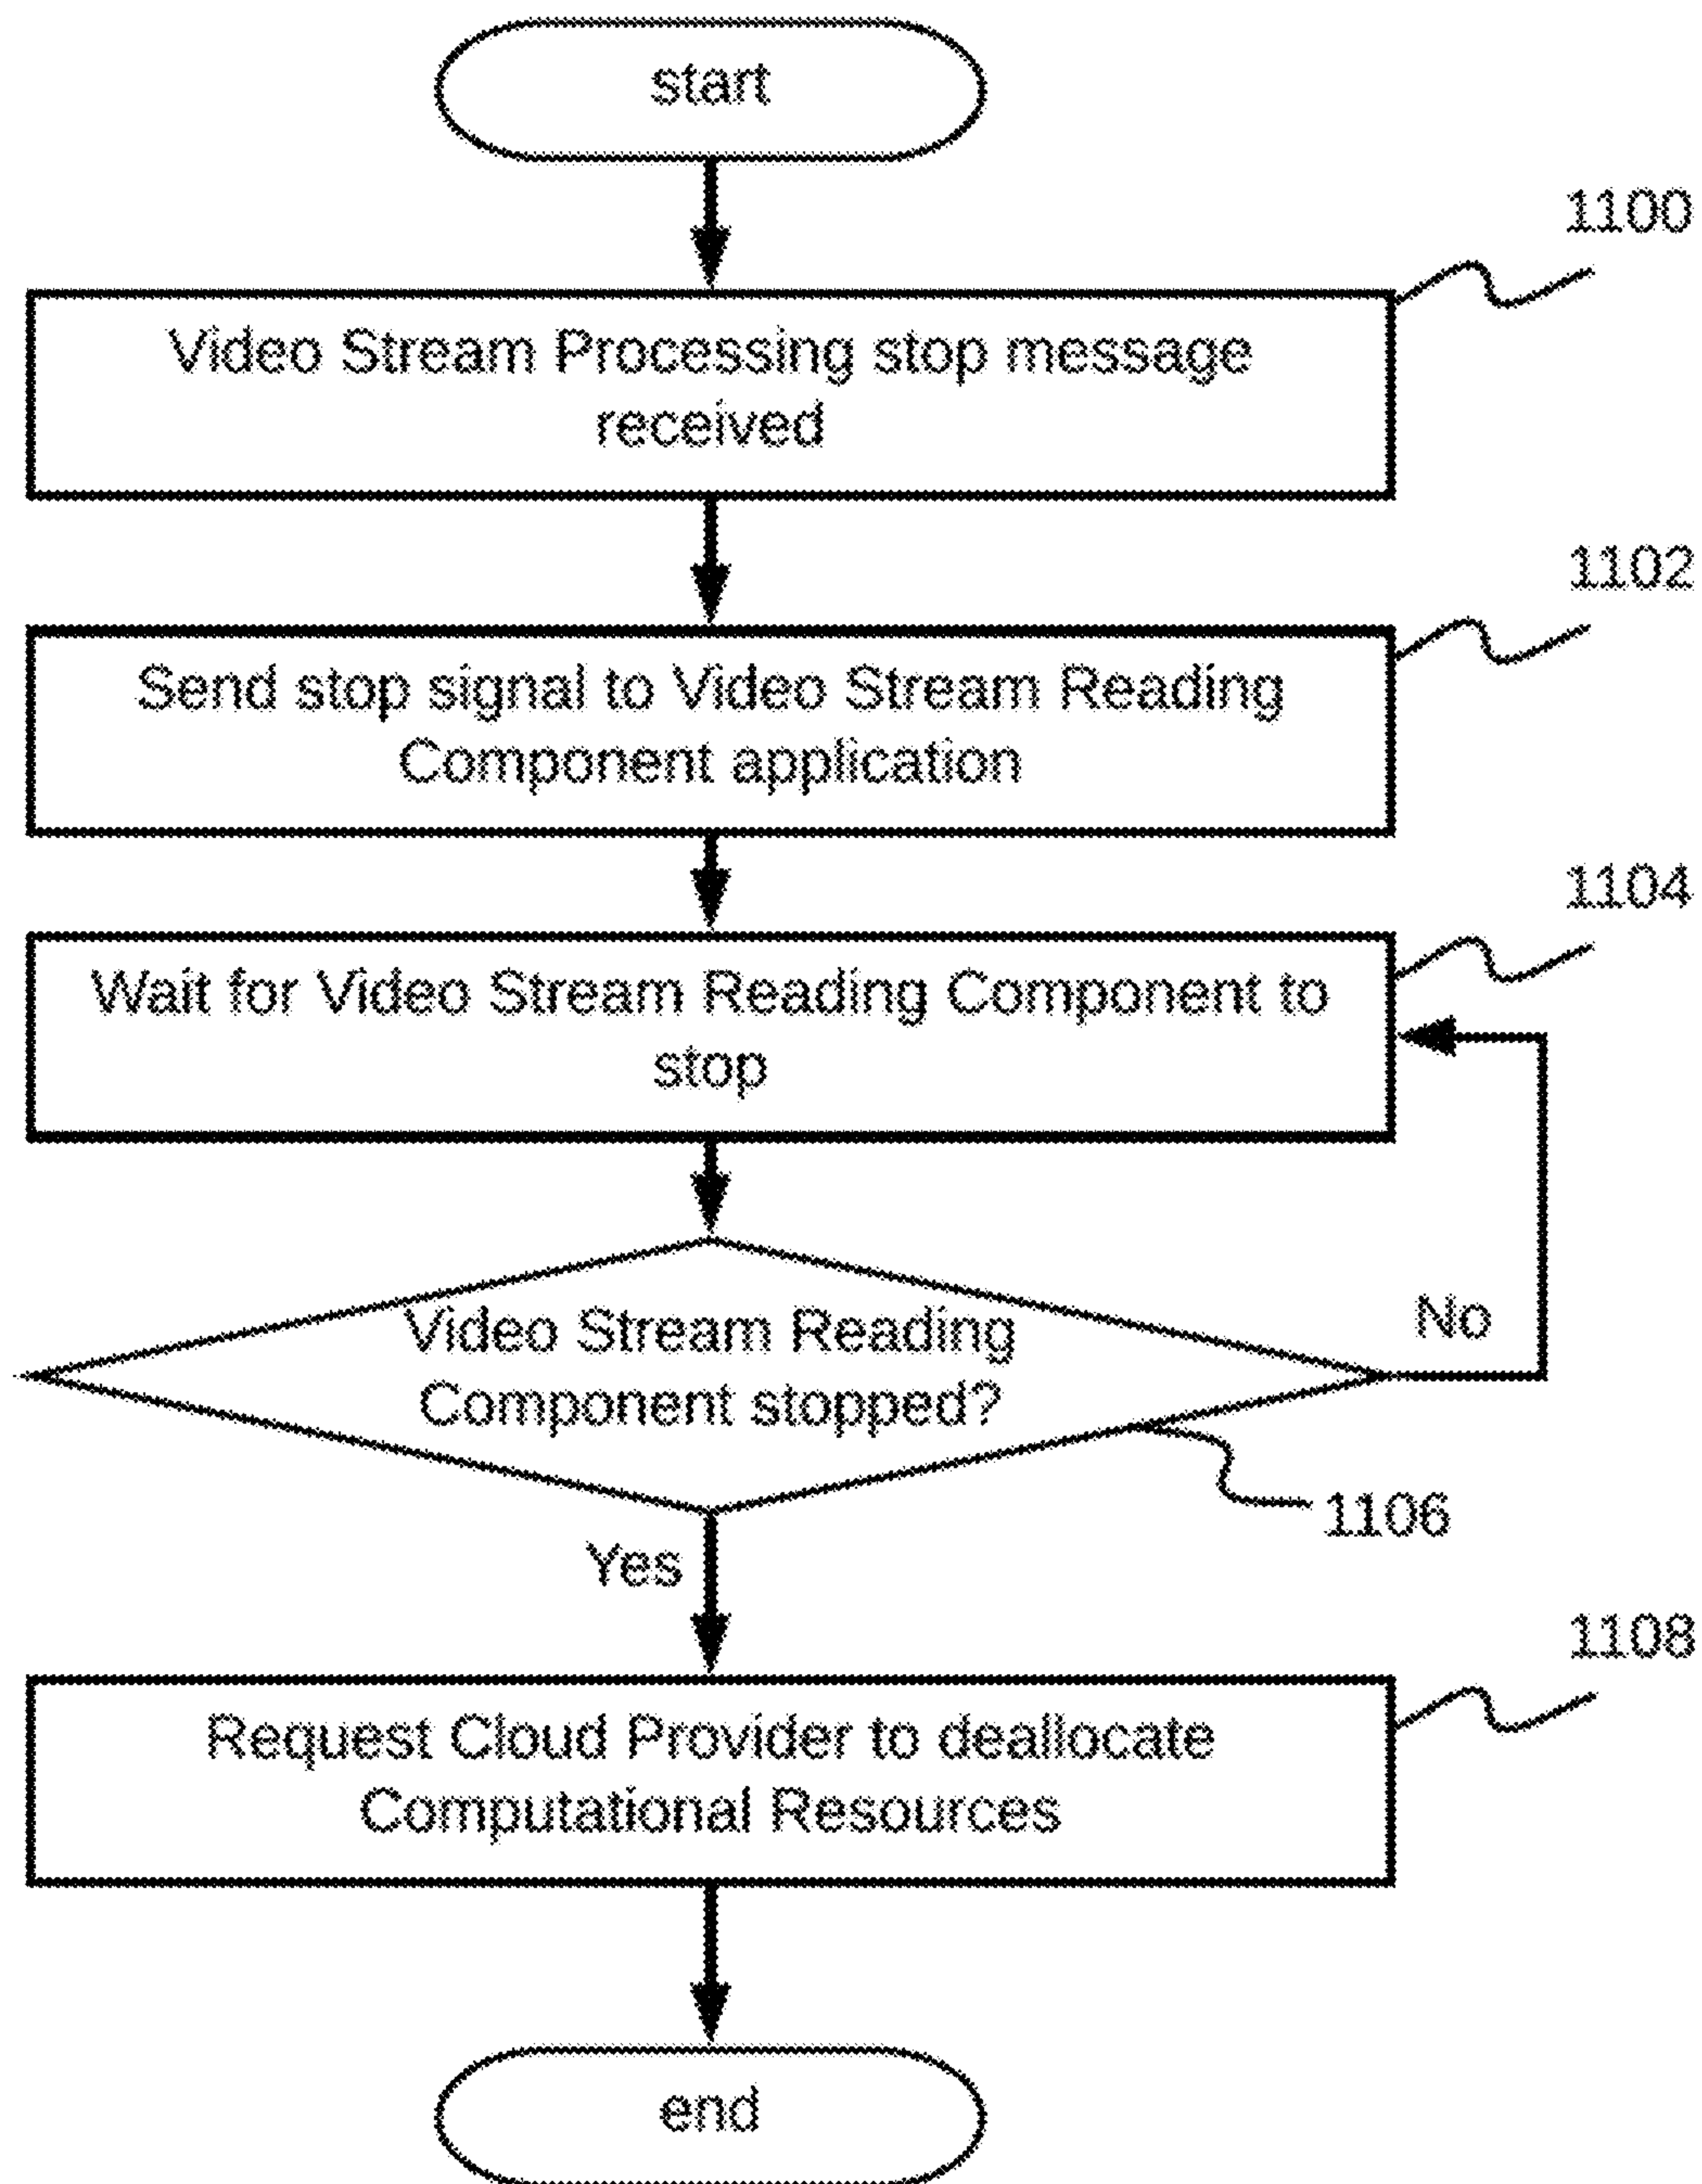 start
1100
Video Stream Processing stop message
received
1102
Send stop signal to Video Stream Reading
Component application
1104
Wait for Video Stream Reading Component to
stop
Video Stream Reading
Component stopped?
No
1106
Yes
1108
Request Cloud Provider to deallocate
Computational Resources
end